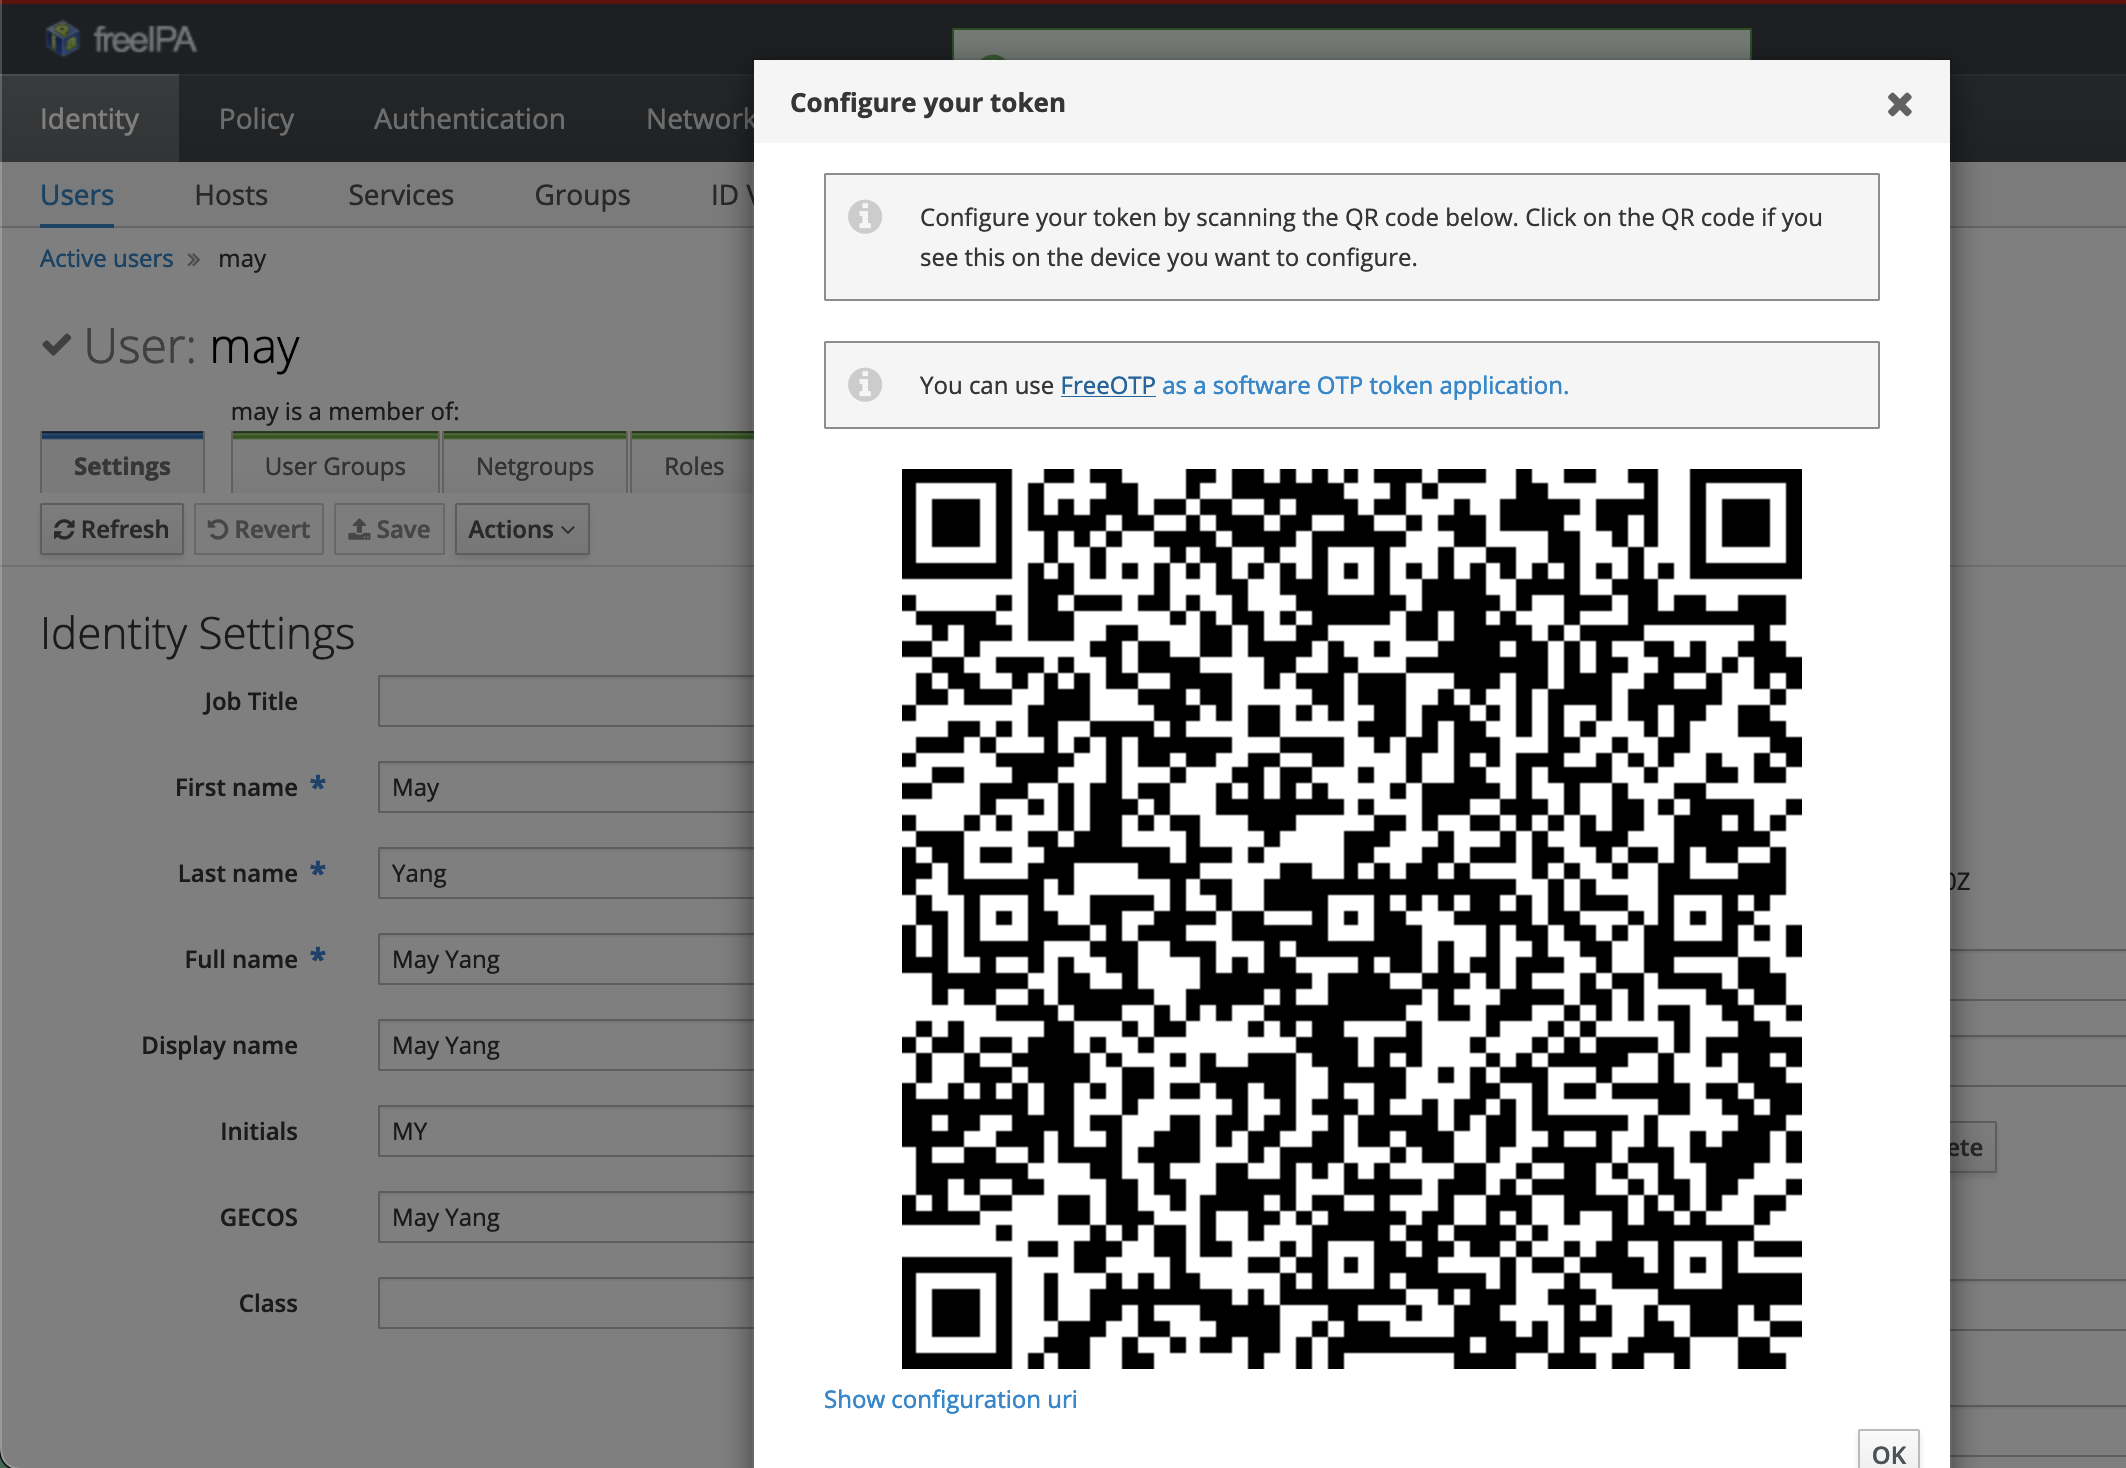 freeIPA
Identity Policy Authentication Network
Users Hosts Services Groups ID
Active users » may
User: may
may is a member of:
Settings User Groups Netgroups Roles
Refresh Revert Save Actions
Identity Settings
Job Title
First name * May
Last name * Yang
Full name * May Yang
Display name May Yang
Initials MY
GECOS May Yang
Class
Configure your token
Configure your token by scanning the QR code below. Click on the QR code if you
see this on the device you want to configure.
You can use FreeOTP as a software OTP token application.
Show configuration uri
OK